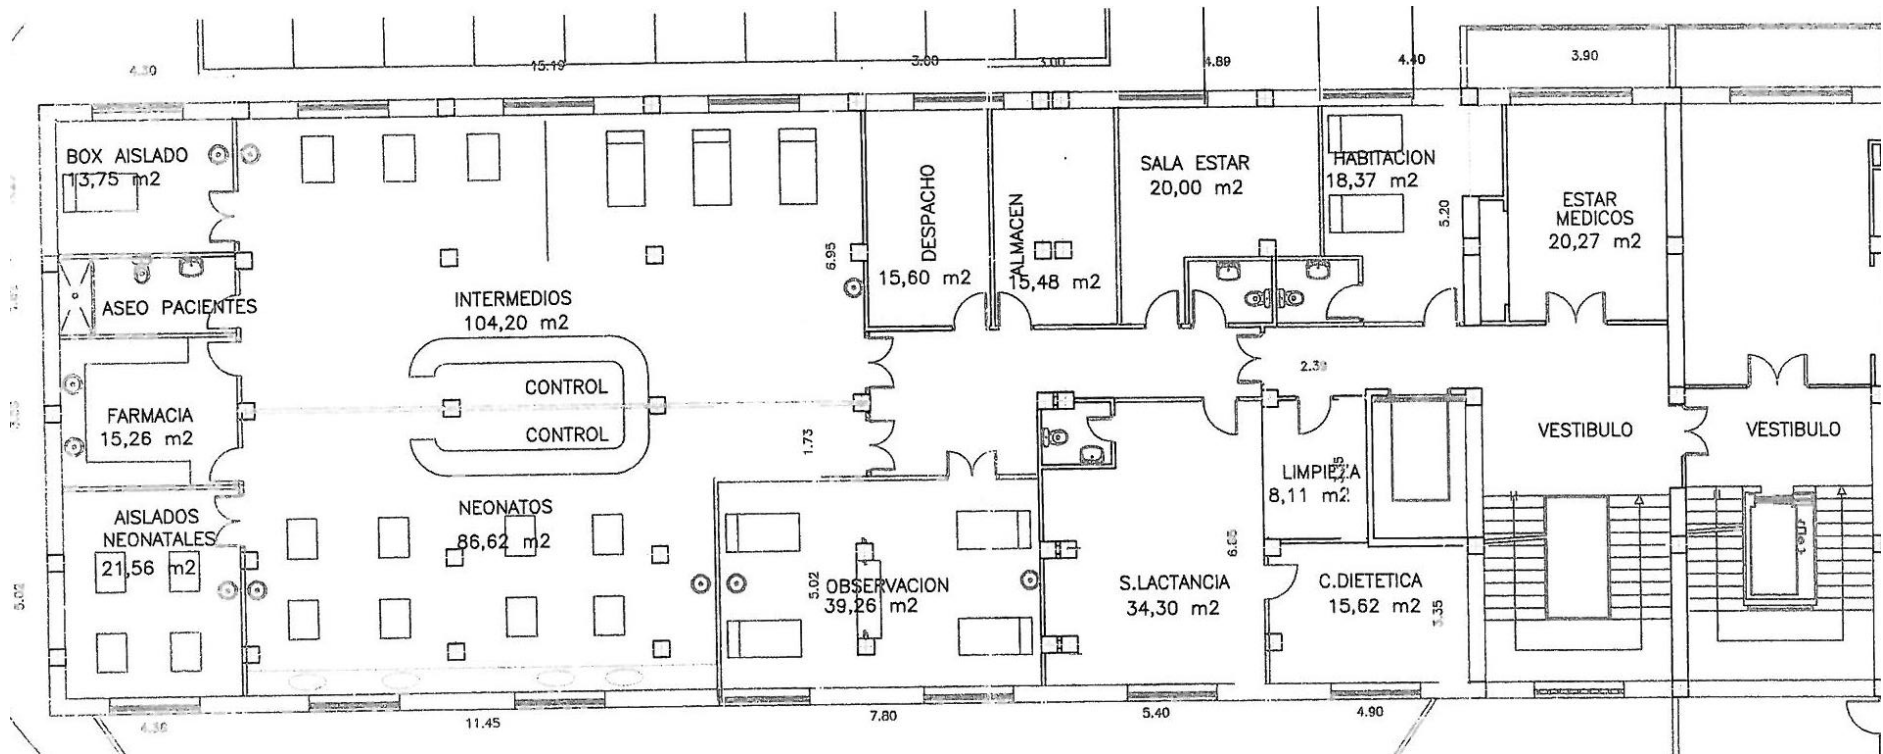 4.30
15.19
3.00
3.00
4.89
4.40
3.90
BOX AISLADO
13,75 m2
ASEO PACIENTES
FARMACIA
15,26 m2
AISLADOS
NEONATALES
21,56 m2
5.02
4.36
INTERMEDIOS
104,20 m2
6.95
CONTROL
CONTROL
1.73
NEONATOS
86,62 m2
11.45
DESPACHO
15,60 m2
ALMACEN
15,48 m2
SALA ESTAR
20,00 m2
HABITACION
18,37 m2
5.20
ESTAR
MEDICOS
20,27 m2
2.39
OBSERVACION
39,26 m2
5.02
7.80
S.LACTANCIA
34,30 m2
6.85
5.40
LIMPIEZA
8,11 m2
C.DIETETICA
15,62 m2
3.35
4.90
VESTIBULO
VESTIBULO